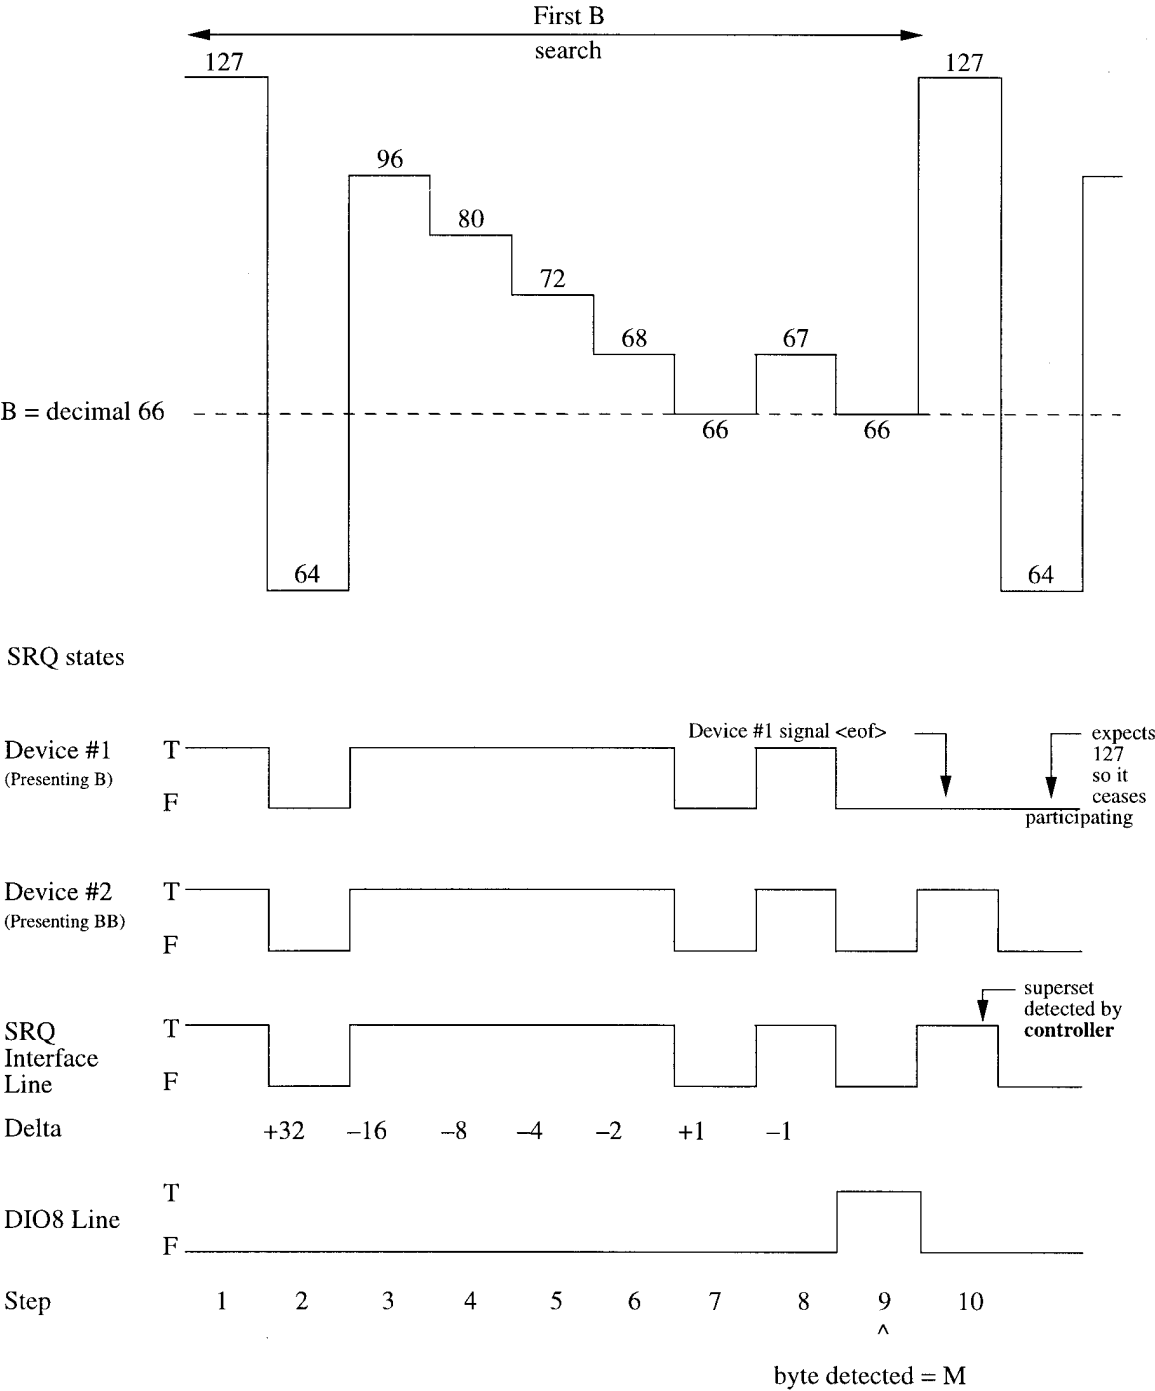 First B
search
127
127
96
80
72
68
67
B = decimal 66
66
66
64
64
SRQ states
Device #1 signal <eof>
expects
127
so it
ceases
participating
Device #1
(Presenting B)
T
F
Device #2
(Presenting BB)
T
F
superset
detected by
controller
SRQ
Interface
Line
T
F
Delta +32 –16 –8 –4 –2 +1 –1
DIO8 Line
T
F
Step 1 2 3 4 5 6 7 8 9 10
^
byte detected = M